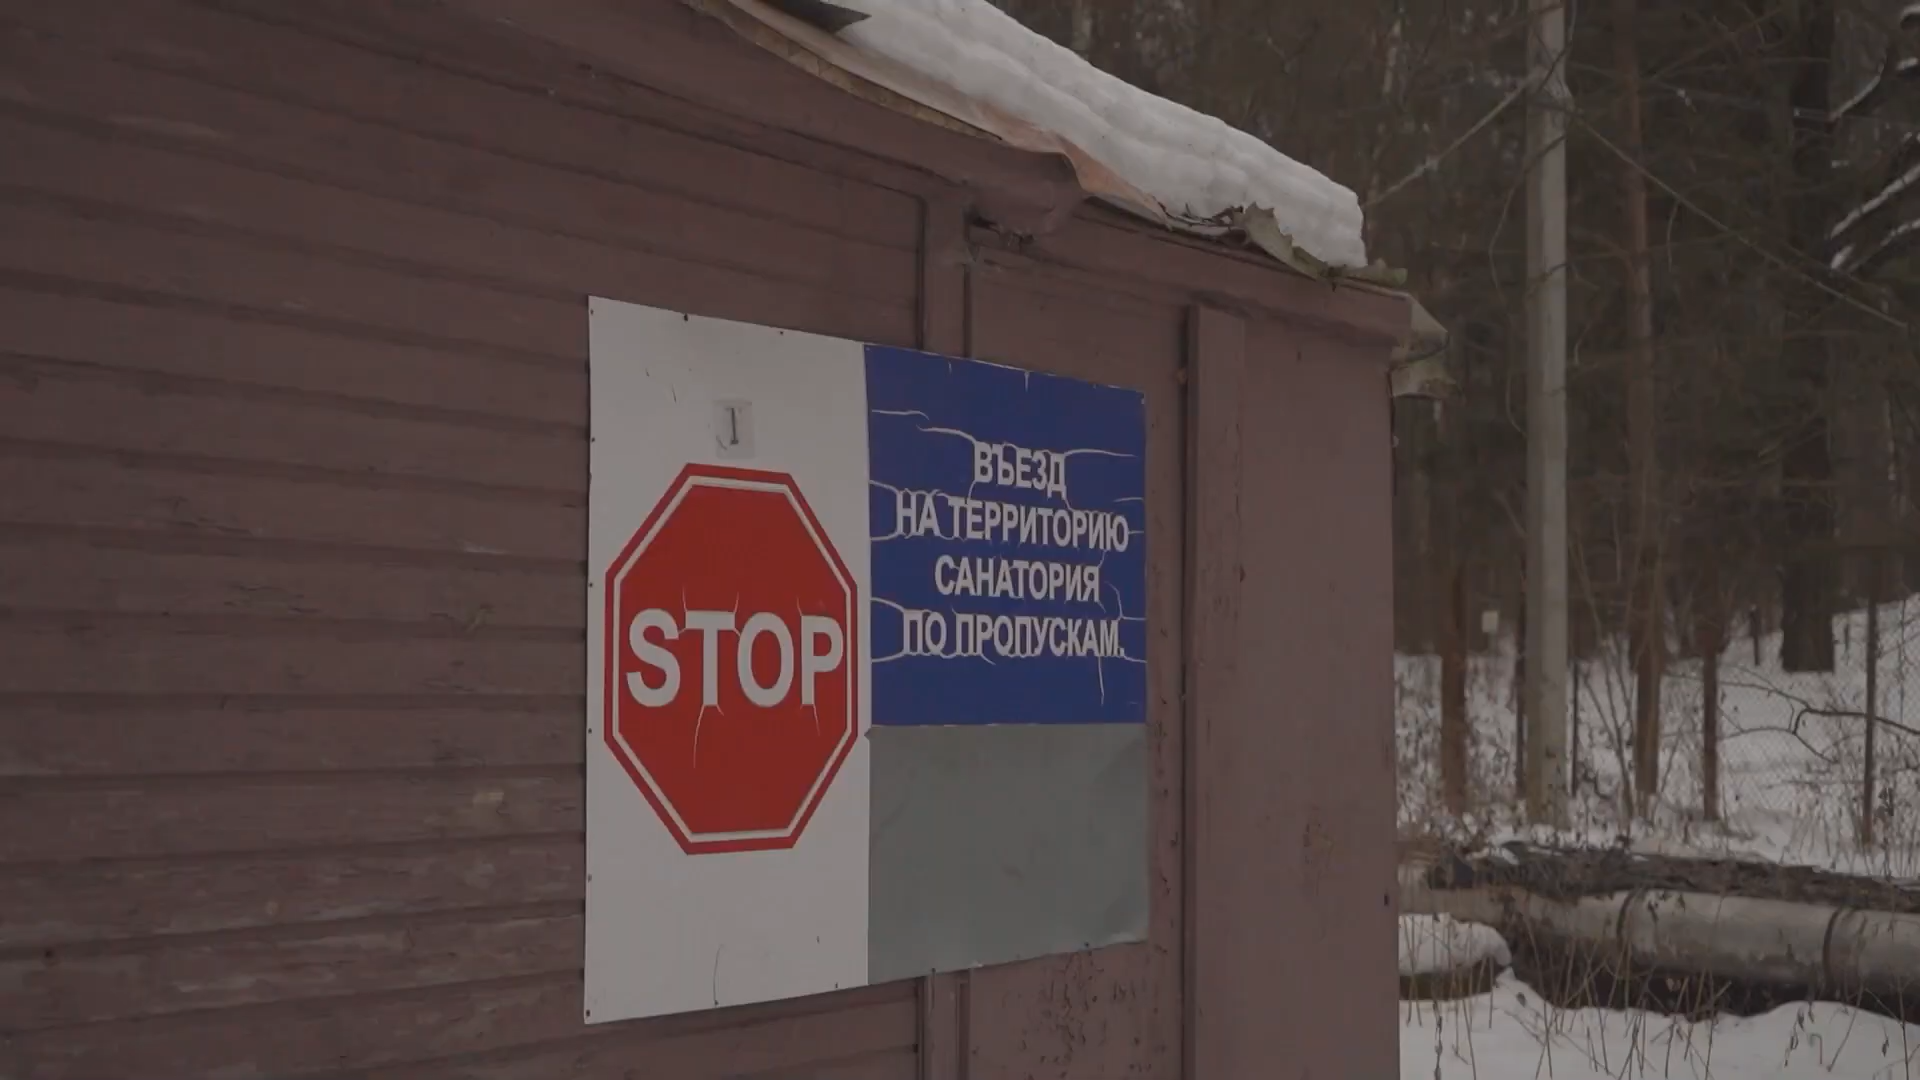 STOP
ВЪЕЗД
НА ТЕРРИТОРИЮ
САНАТОРИЯ
ПО ПРОПУСКАМ.